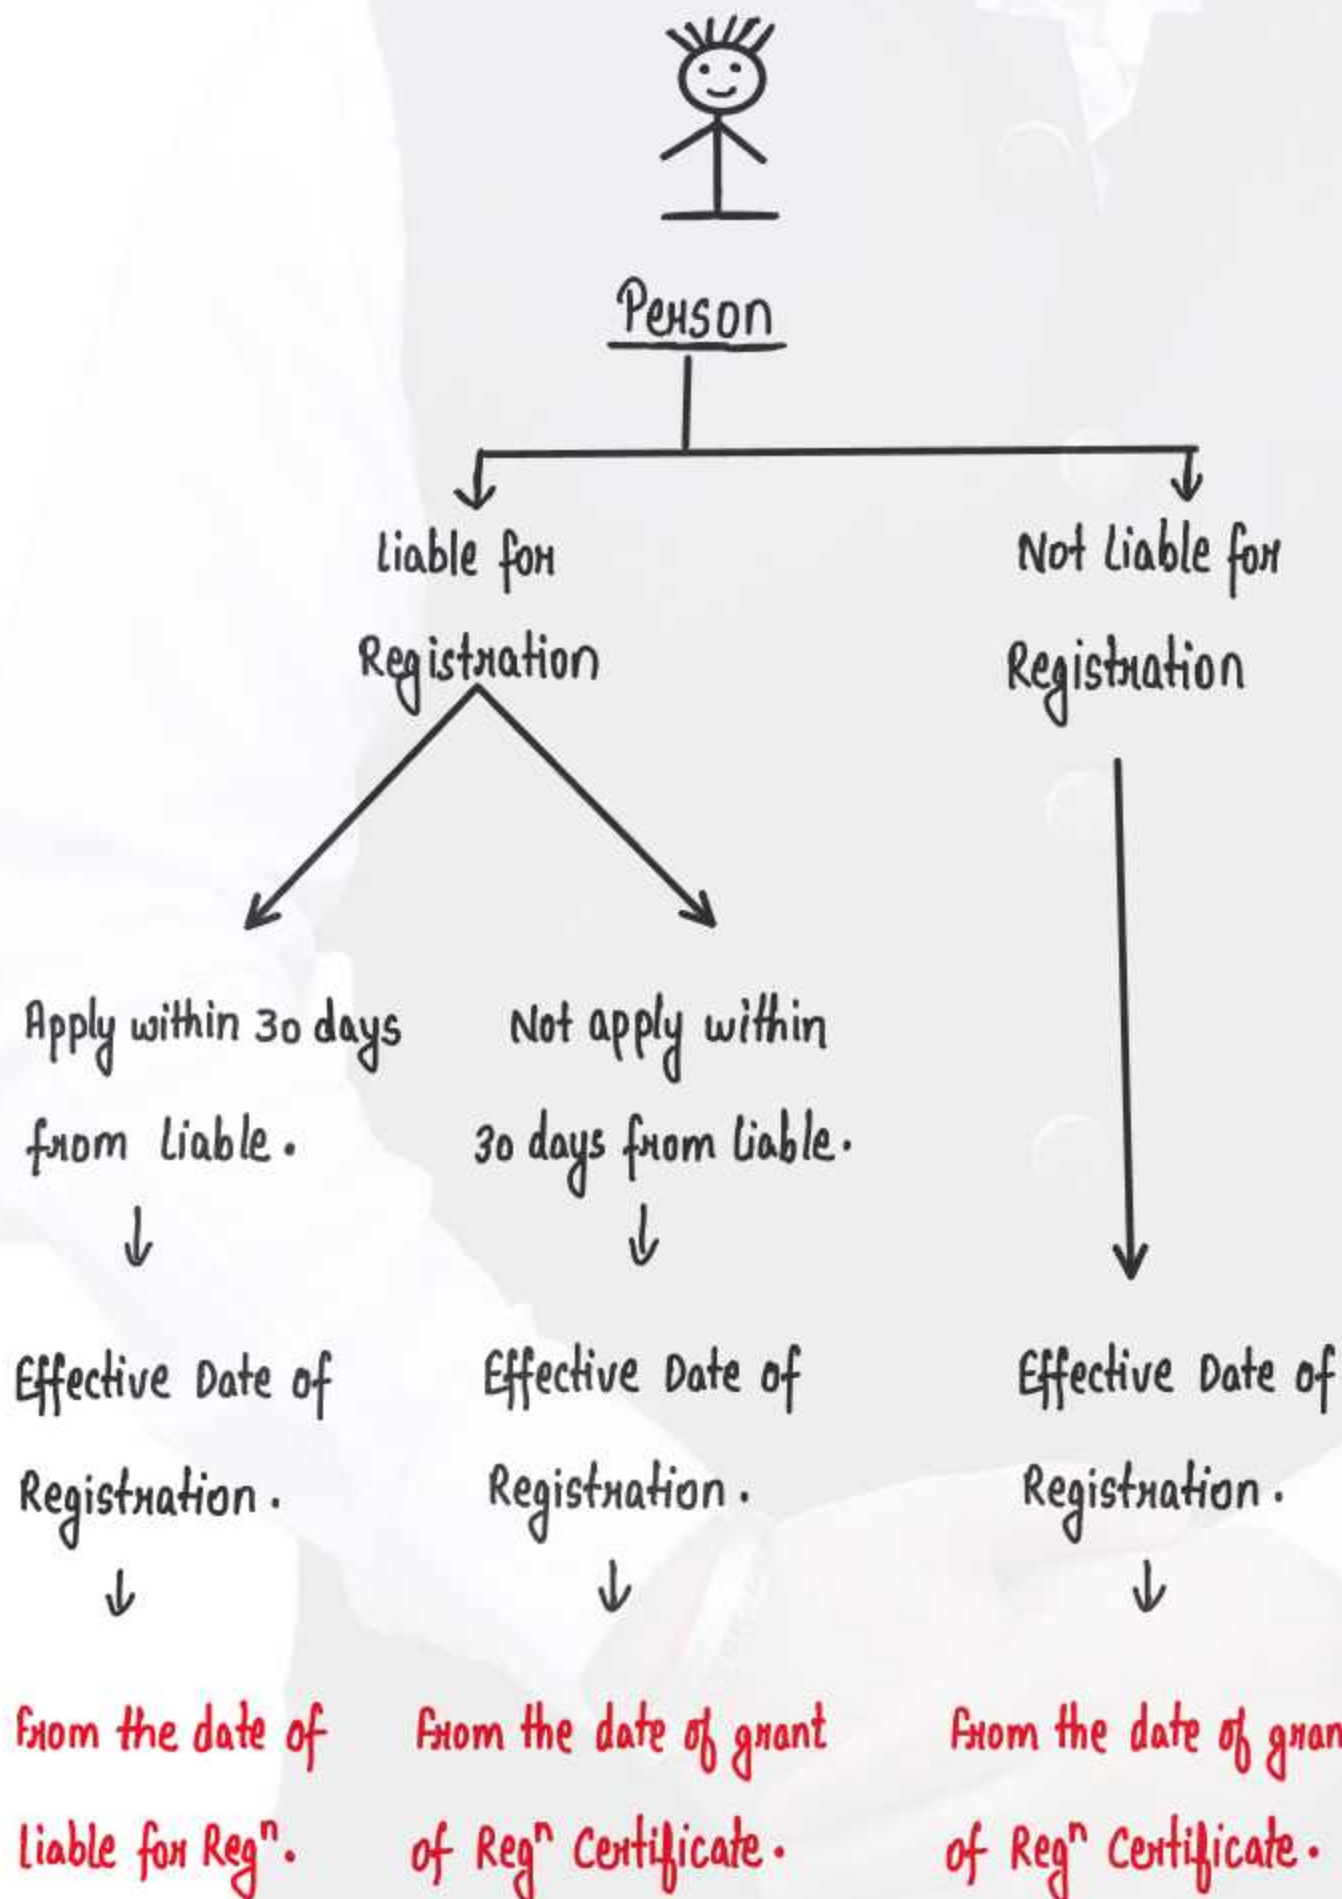 Person
Liable for
Registration
Not Liable for
Registration
Apply within 30 days
from Liable.
Not apply within
30 days from Liable.
Effective Date of
Registration.
Effective Date of
Registration.
Effective Date of
Registration.
From the date of
Liable for Regⁿ.
From the date of grant
of Regⁿ Certificate.
From the date of gran
of Regⁿ Certificate.